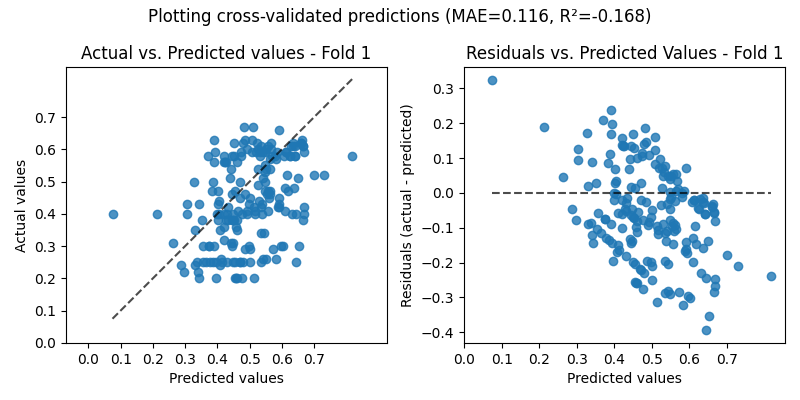 Plotting cross-validated predictions (MAE=0.116, R²=-0.168)
Actual vs. Predicted values - Fold 1
Actual values
0.7
0.6
0.5
0.4
0.3
0.2
0.1
0.0
0.0 0.1 0.2 0.3 0.4 0.5 0.6 0.7
Predicted values
Residuals vs. Predicted Values - Fold 1
Residuals (actual - predicted)
0.3
0.2
0.1
0.0
−0.1
−0.2
−0.3
−0.4
0.0 0.1 0.2 0.3 0.4 0.5 0.6 0.7
Predicted values